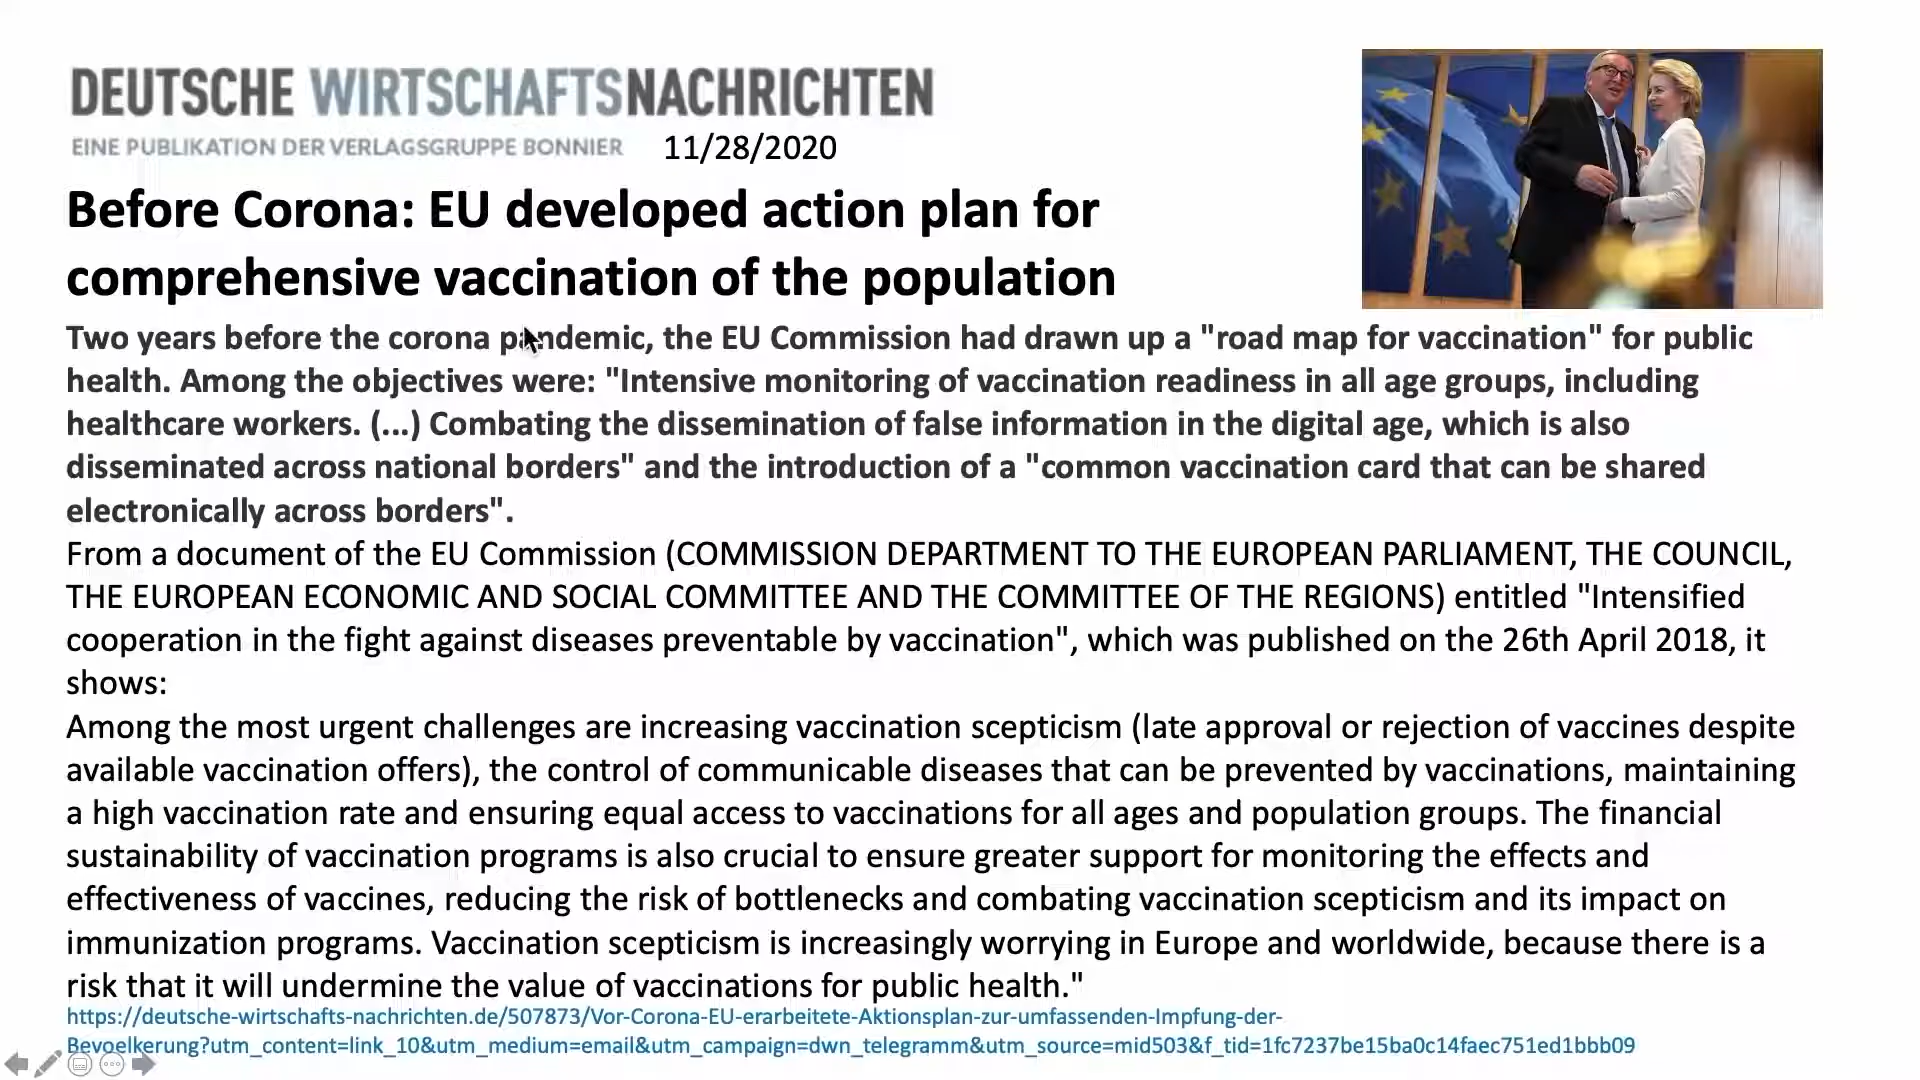 DEUTSCHE WIRTSCHAFTSNACHRICHTEN
EINE PUBLIKATION DER VERLAGSGRUPPE BONNIER 11/28/2020
Before Corona: EU developed action plan for
comprehensive vaccination of the population
Two years before the corona pandemic, the EU Commission had drawn up a "road map for vaccination" for public
health. Among the objectives were: "Intensive monitoring of vaccination readiness in all age groups, including
healthcare workers. (...) Combating the dissemination of false information in the digital age, which is also
disseminated across national borders" and the introduction of a "common vaccination card that can be shared
electronically across borders".
From a document of the EU Commission (COMMISSION DEPARTMENT TO THE EUROPEAN PARLIAMENT, THE COUNCIL,
THE EUROPEAN ECONOMIC AND SOCIAL COMMITTEE AND THE COMMITTEE OF THE REGIONS) entitled "Intensified
cooperation in the fight against diseases preventable by vaccination", which was published on the 26th April 2018, it
shows:
Among the most urgent challenges are increasing vaccination scepticism (late approval or rejection of vaccines despite
available vaccination offers), the control of communicable diseases that can be prevented by vaccinations, maintaining
a high vaccination rate and ensuring equal access to vaccinations for all ages and population groups. The financial
sustainability of vaccination programs is also crucial to ensure greater support for monitoring the effects and
effectiveness of vaccines, reducing the risk of bottlenecks and combating vaccination scepticism and its impact on
immunization programs. Vaccination scepticism is increasingly worrying in Europe and worldwide, because there is a
risk that it will undermine the value of vaccinations for public health."
https://deutsche-wirtschafts-nachrichten.de/507873/Vor-Corona-EU-erarbeitete-Aktionsplan-zur-umfassenden-Impfung-der-
Bevoelkerung?utm_content=link_10&utm_medium=email&utm_campaign=dwn_telegramm&utm_source=mid503&f_tid=1fc7237be15ba0c14faec751ed1bbb09